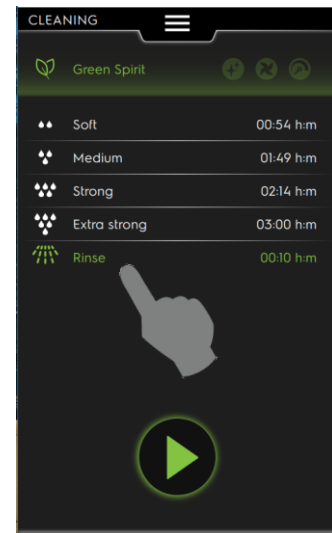 CLEANING
Green Spirit
Soft 00:54 h:m
Medium 01:49 h:m
Strong 02:14 h:m
Extra strong 03:00 h:m
Rinse 00:10 h:m